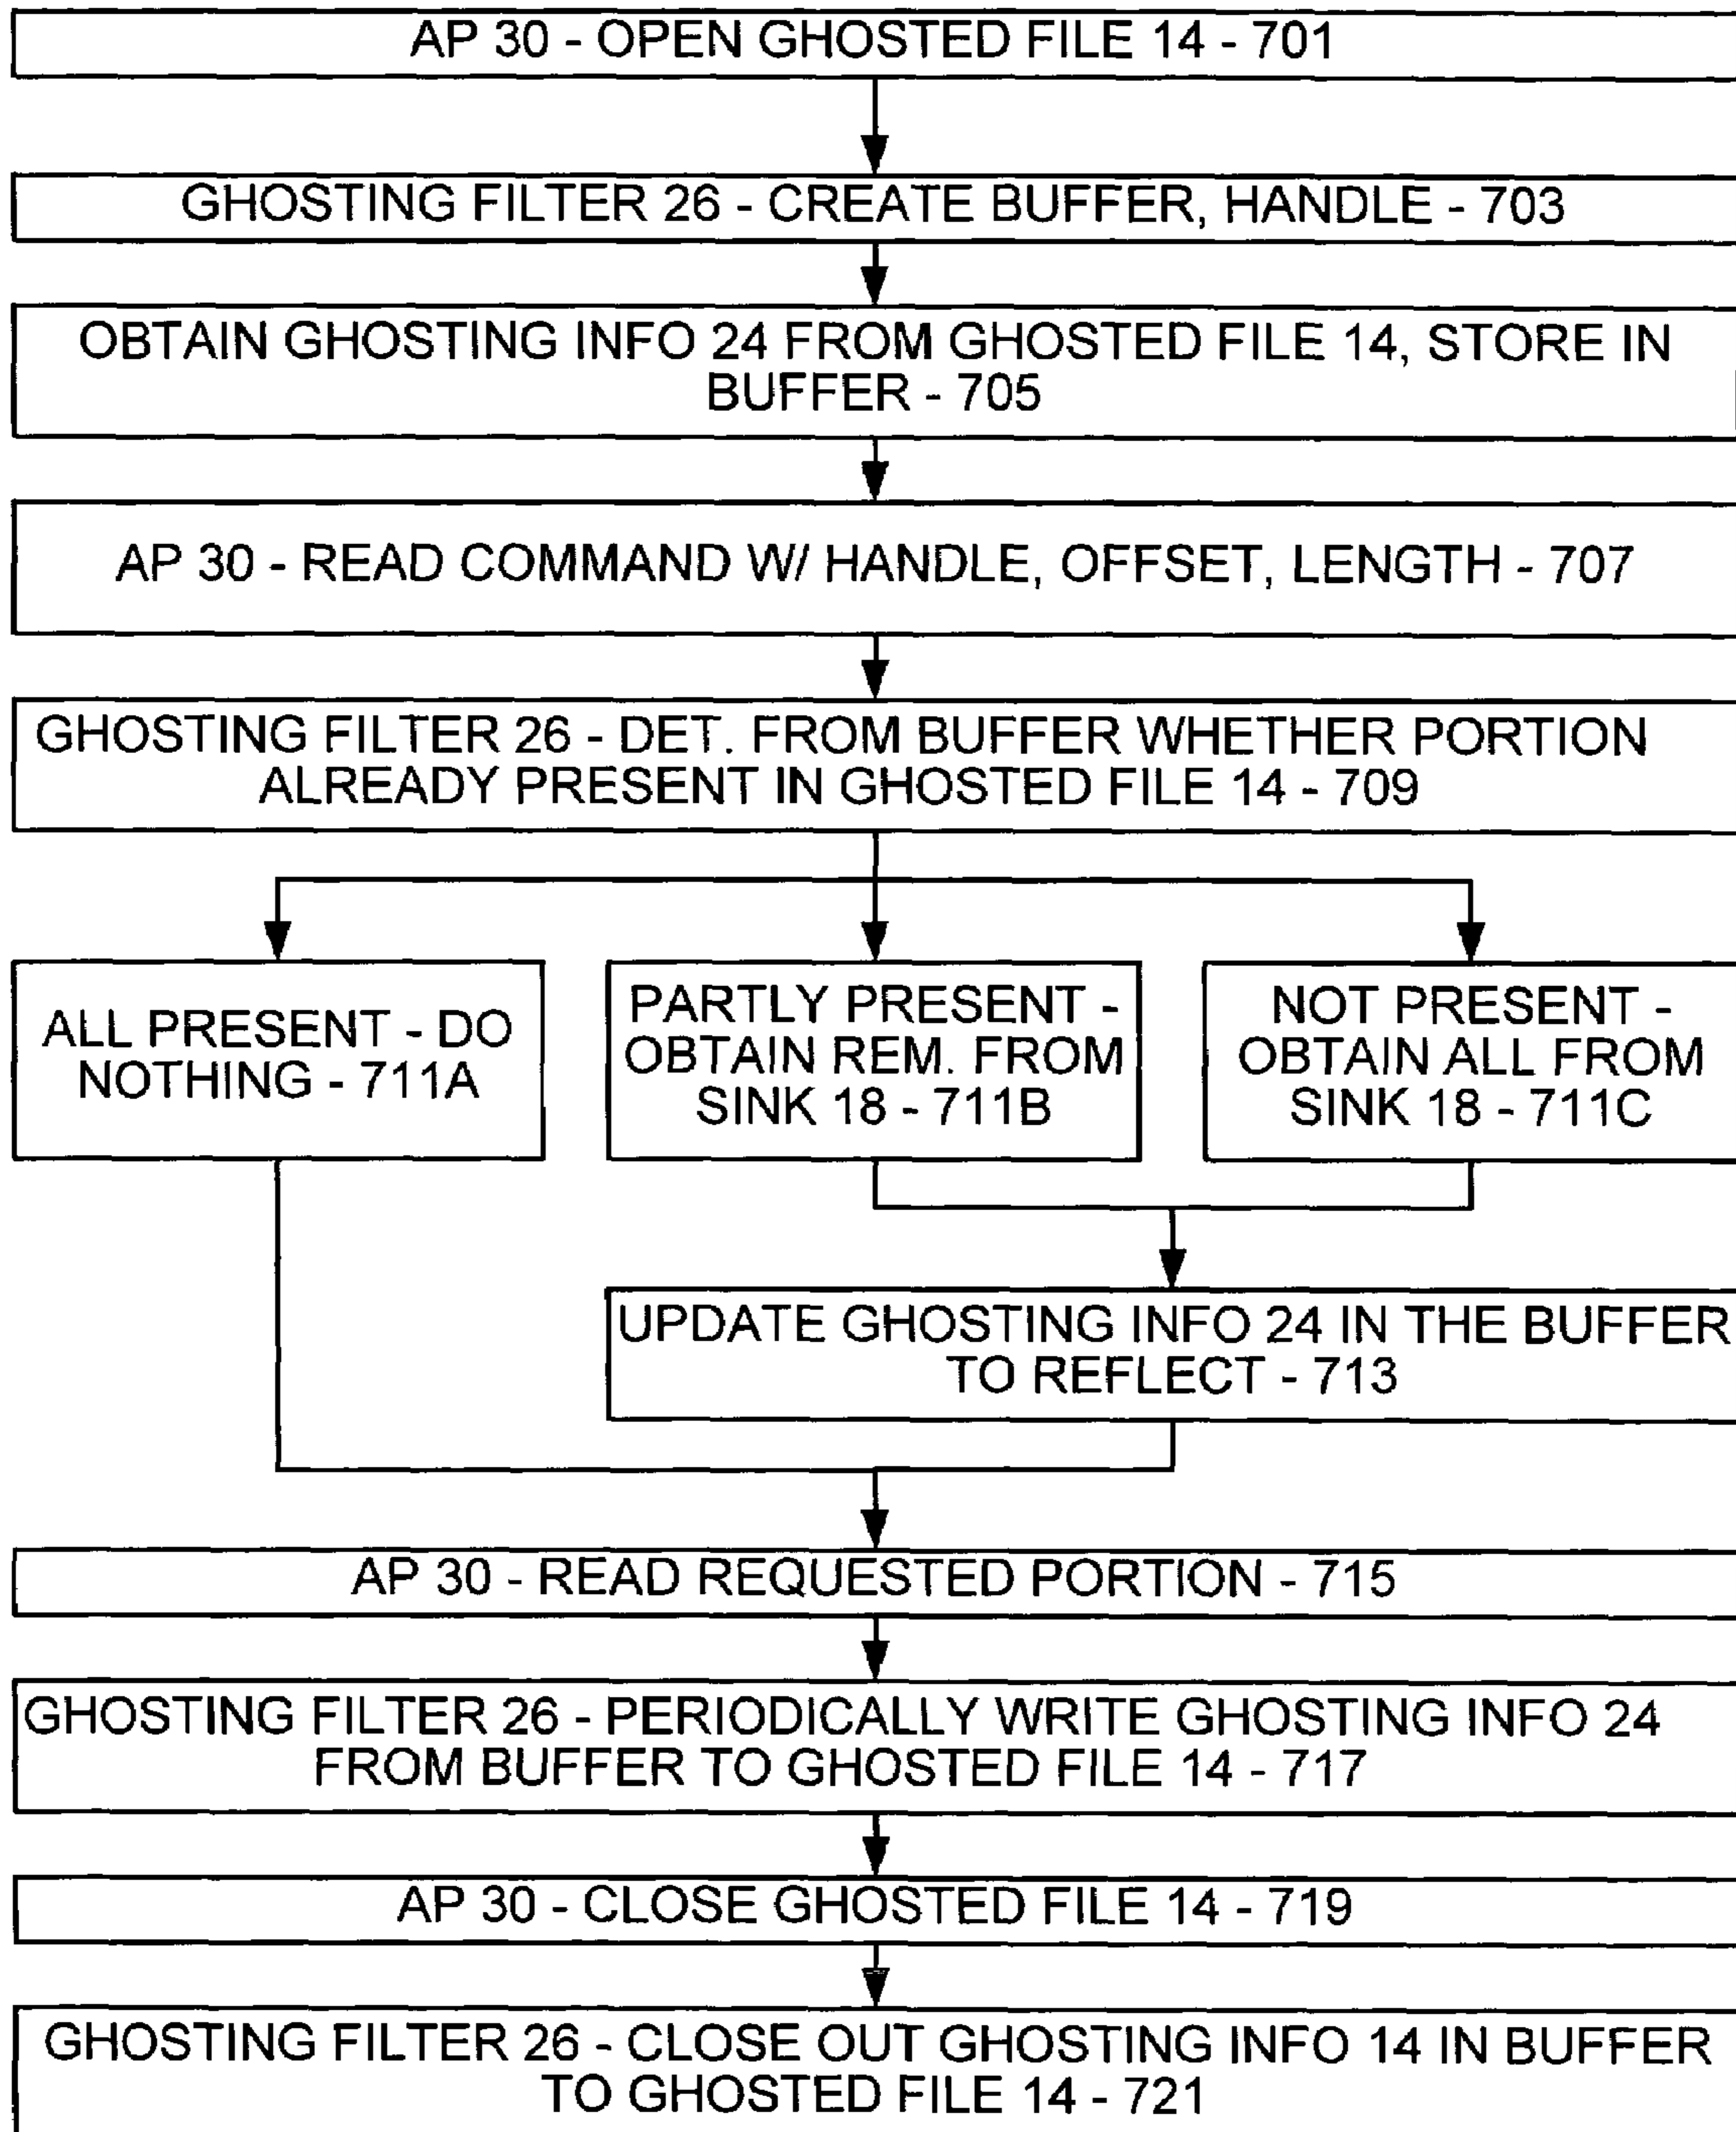 AP 30 - OPEN GHOSTED FILE 14 - 701
GHOSTING FILTER 26 - CREATE BUFFER, HANDLE - 703
OBTAIN GHOSTING INFO 24 FROM GHOSTED FILE 14, STORE IN
BUFFER - 705
AP 30 - READ COMMAND W/ HANDLE, OFFSET, LENGTH - 707
GHOSTING FILTER 26 - DET. FROM BUFFER WHETHER PORTION
ALREADY PRESENT IN GHOSTED FILE 14 - 709
ALL PRESENT - DO
NOTHING - 711A
PARTLY PRESENT -
OBTAIN REM. FROM
SINK 18 - 711B
NOT PRESENT -
OBTAIN ALL FROM
SINK 18 - 711C
UPDATE GHOSTING INFO 24 IN THE BUFFER
TO REFLECT - 713
AP 30 - READ REQUESTED PORTION - 715
GHOSTING FILTER 26 - PERIODICALLY WRITE GHOSTING INFO 24
FROM BUFFER TO GHOSTED FILE 14 - 717
AP 30 - CLOSE GHOSTED FILE 14 - 719
GHOSTING FILTER 26 - CLOSE OUT GHOSTING INFO 14 IN BUFFER
TO GHOSTED FILE 14 - 721